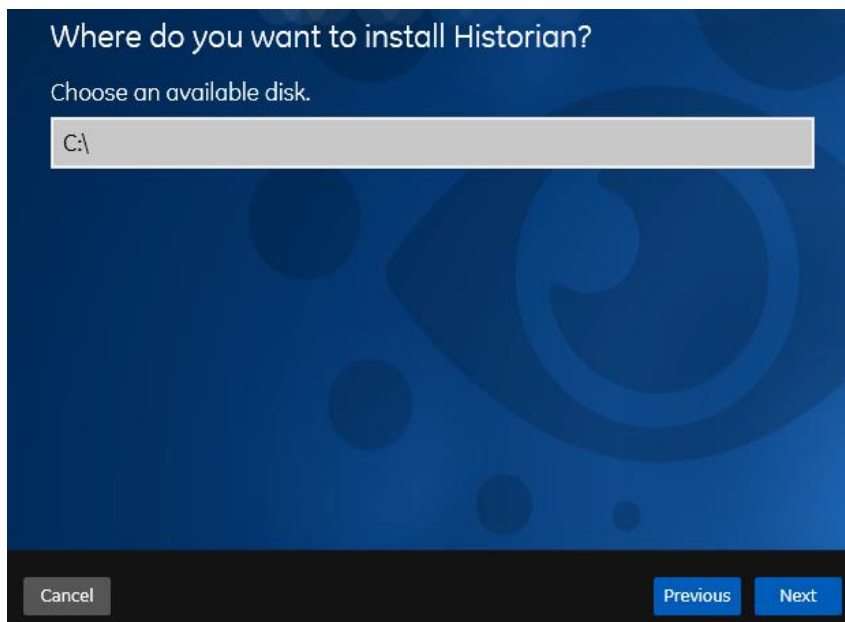 Where do you want to install Historian?
Choose an available disk.
C:\
Cancel
Previous
Next